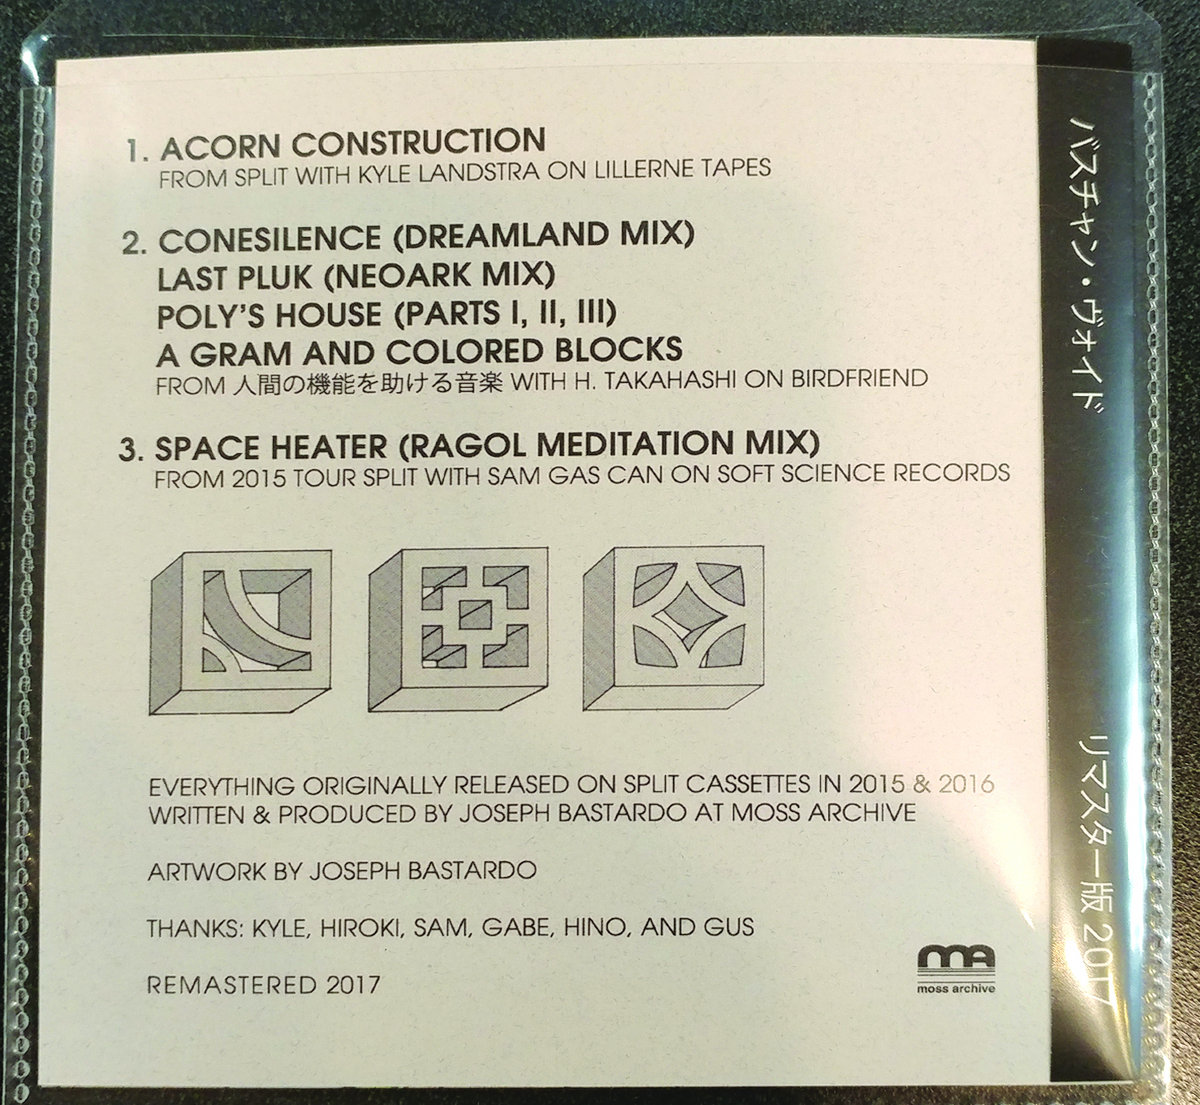 1. ACORN CONSTRUCTION
FROM SPLIT WITH KYLE LANDSTRA ON LILLERNE TAPES
2. CONESILENCE (DREAMLAND MIX)
LAST PLUK (NEOARK MIX)
POLY'S HOUSE (PARTS I, II, III)
A GRAM AND COLORED BLOCKS
FROM 人間の機能を助ける音楽 WITH H. TAKAHASHI ON BIRDFRIEND
3. SPACE HEATER (RAGOL MEDITATION MIX)
FROM 2015 TOUR SPLIT WITH SAM GAS CAN ON SOFT SCIENCE RECORDS
EVERYTHING ORIGINALLY RELEASED ON SPLIT CASSETTES IN 2015 & 2016
WRITTEN & PRODUCED BY JOSEPH BASTARDO AT MOSS ARCHIVE
ARTWORK BY JOSEPH BASTARDO
THANKS: KYLE, HIROKI, SAM, GABE, HINO, AND GUS
REMASTERED 2017
mA
moss archive
バスチャン・ヴォイド
リマスター版 2017